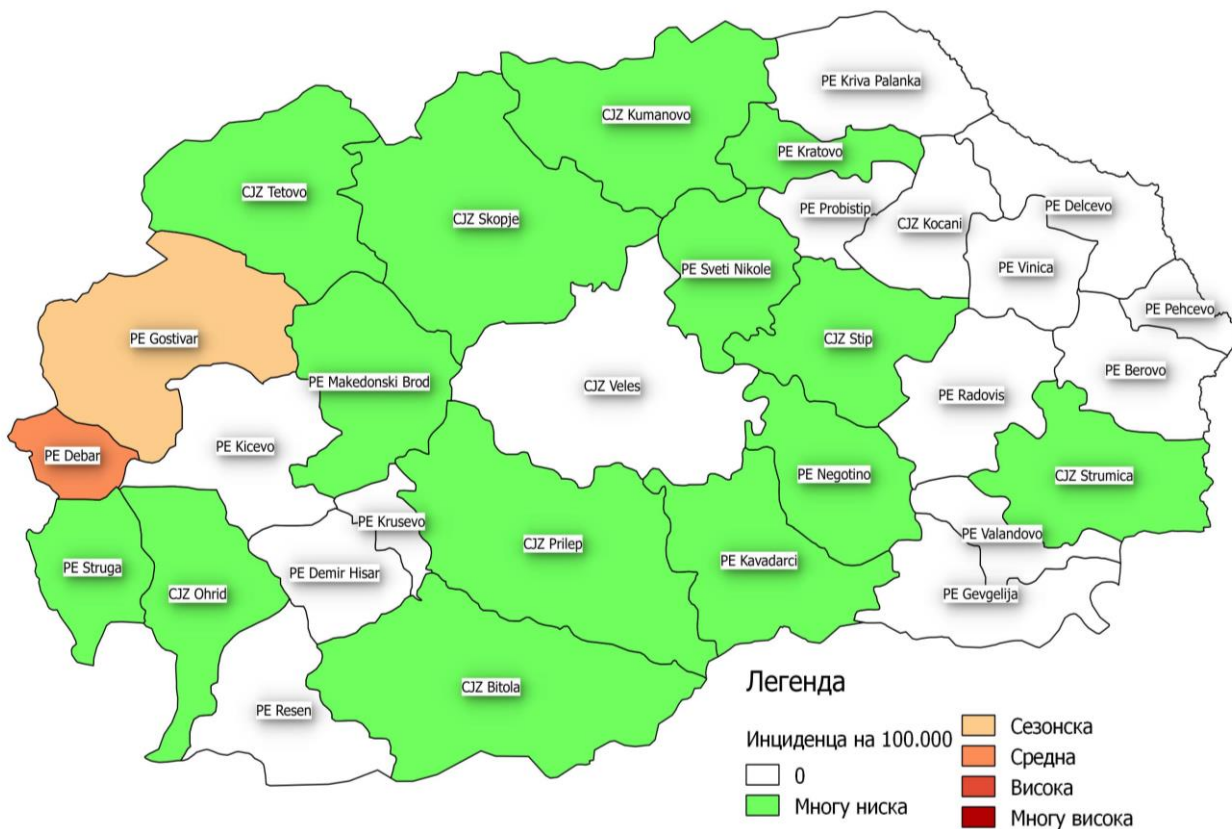 PE Kriva Palanka
CJZ Kumanovo
PE Kratovo
CJZ Tetovo
PE Probistip
PE Delcevo
CJZ Skopje
CJZ Kocani
PE Sveti Nikole
PE Vinica
PE Pehcevo
PE Gostivar
CJZ Stip
PE Makedonski Brod
CJZ Veles
PE Berovo
PE Radovis
PE Kicevo
PE Debar
PE Negotino
CJZ Strumica
PE Krusevo
PE Valandovo
CJZ Prilep
PE Kavadarci
PE Struga
PE Demir Hisar
CJZ Ohrid
PE Gevgelija
CJZ Bitola
PE Resen
Легенда
Инциденца на 100.000
0
Многу ниска
Сезонска
Средна
Висока
Многу висока